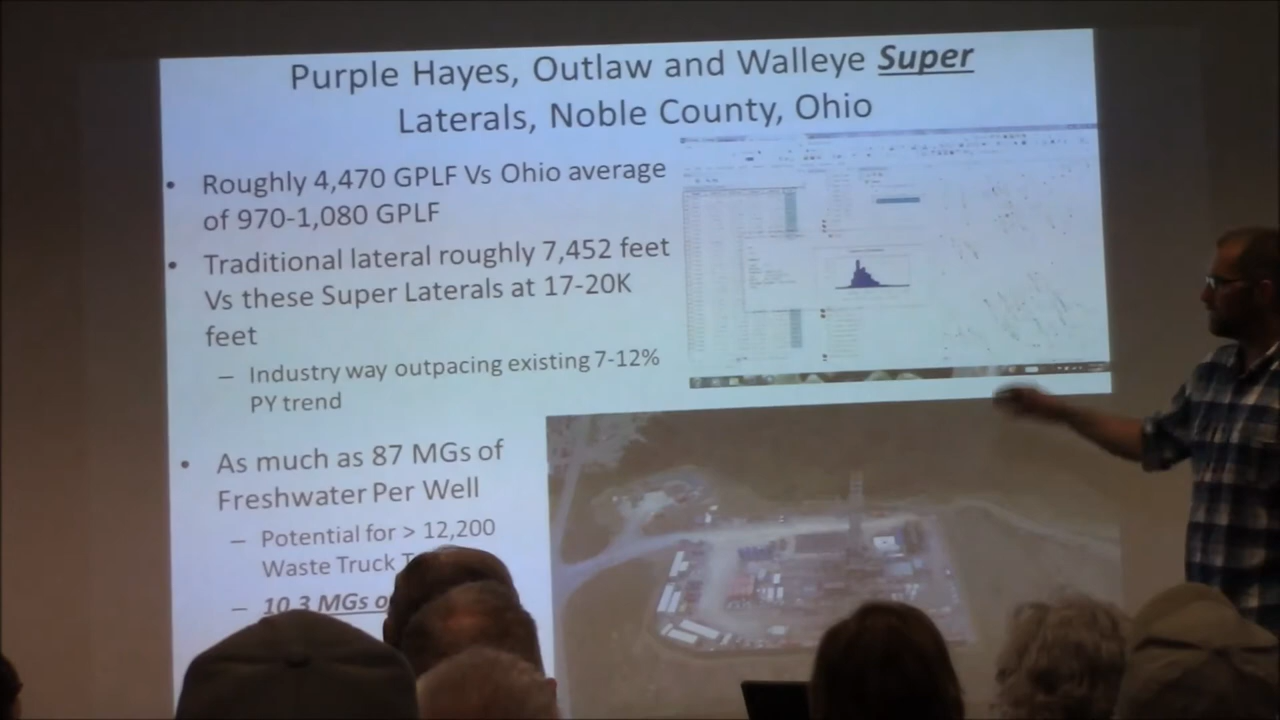 Purple Hayes, Outlaw and Walleye Super
Laterals, Noble County, Ohio
• Roughly 4,470 GPLF Vs Ohio average
of 970-1,080 GPLF
• Traditional lateral roughly 7,452 feet
Vs these Super Laterals at 17-20K
feet
– Industry way outpacing existing 7-12%
PY trend
• As much as 87 MGs of
Freshwater Per Well
– Potential for > 12,200
Waste Truck
– 10.3 MGs